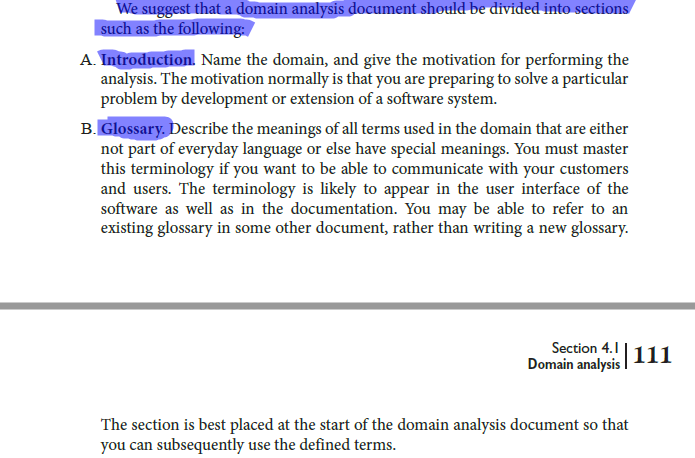 We suggest that a domain analysis document should be divided into sections
such as the following:
A. Introduction. Name the domain, and give the motivation for performing the
analysis. The motivation normally is that you are preparing to solve a particular
problem by development or extension of a software system.
B. Glossary. Describe the meanings of all terms used in the domain that are either
not part of everyday language or else have special meanings. You must master
this terminology if you want to be able to communicate with your customers
and users. The terminology is likely to appear in the user interface of the
software as well as in the documentation. You may be able to refer to an
existing glossary in some other document, rather than writing a new glossary.
Section 4.1
Domain analysis
111
The section is best placed at the start of the domain analysis document so that
you can subsequently use the defined terms.